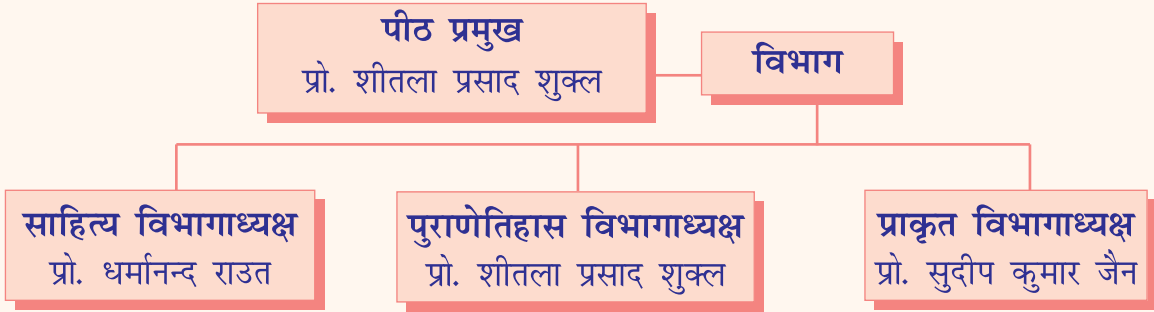 पीठ प्रमुख
प्रो. शीतला प्रसाद शुक्ल
विभाग
साहित्य विभागाध्यक्ष
प्रो. धर्मानन्द राउत
पुराणेतिहास विभागाध्यक्ष
प्रो. शीतला प्रसाद शुक्ल
प्राकृत विभागाध्यक्ष
प्रो. सुदीप कुमार जैन